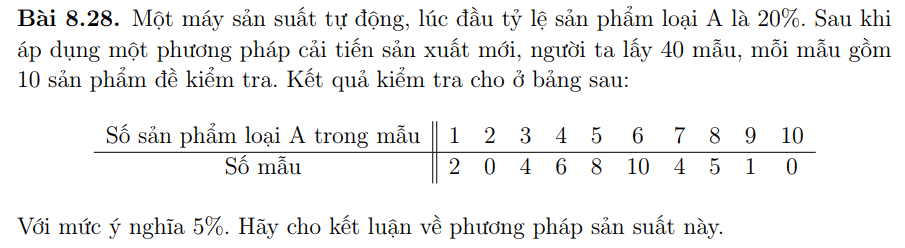 Bài 8.28. Một máy sản suất tự động, lúc đầu tỷ lệ sản phẩm loại A là 20%. Sau khi
áp dụng một phương pháp cải tiến sản xuất mới, người ta lấy 40 mẫu, mỗi mẫu gồm
10 sản phẩm đề kiểm tra. Kết quả kiểm tra cho ở bảng sau:
Số sản phẩm loại A trong mẫu 1 2 3 4 5 6 7 8 9 10
Số mẫu 2 0 4 6 8 10 4 5 1 0
Với mức ý nghĩa 5%. Hãy cho kết luận về phương pháp sản suất này.